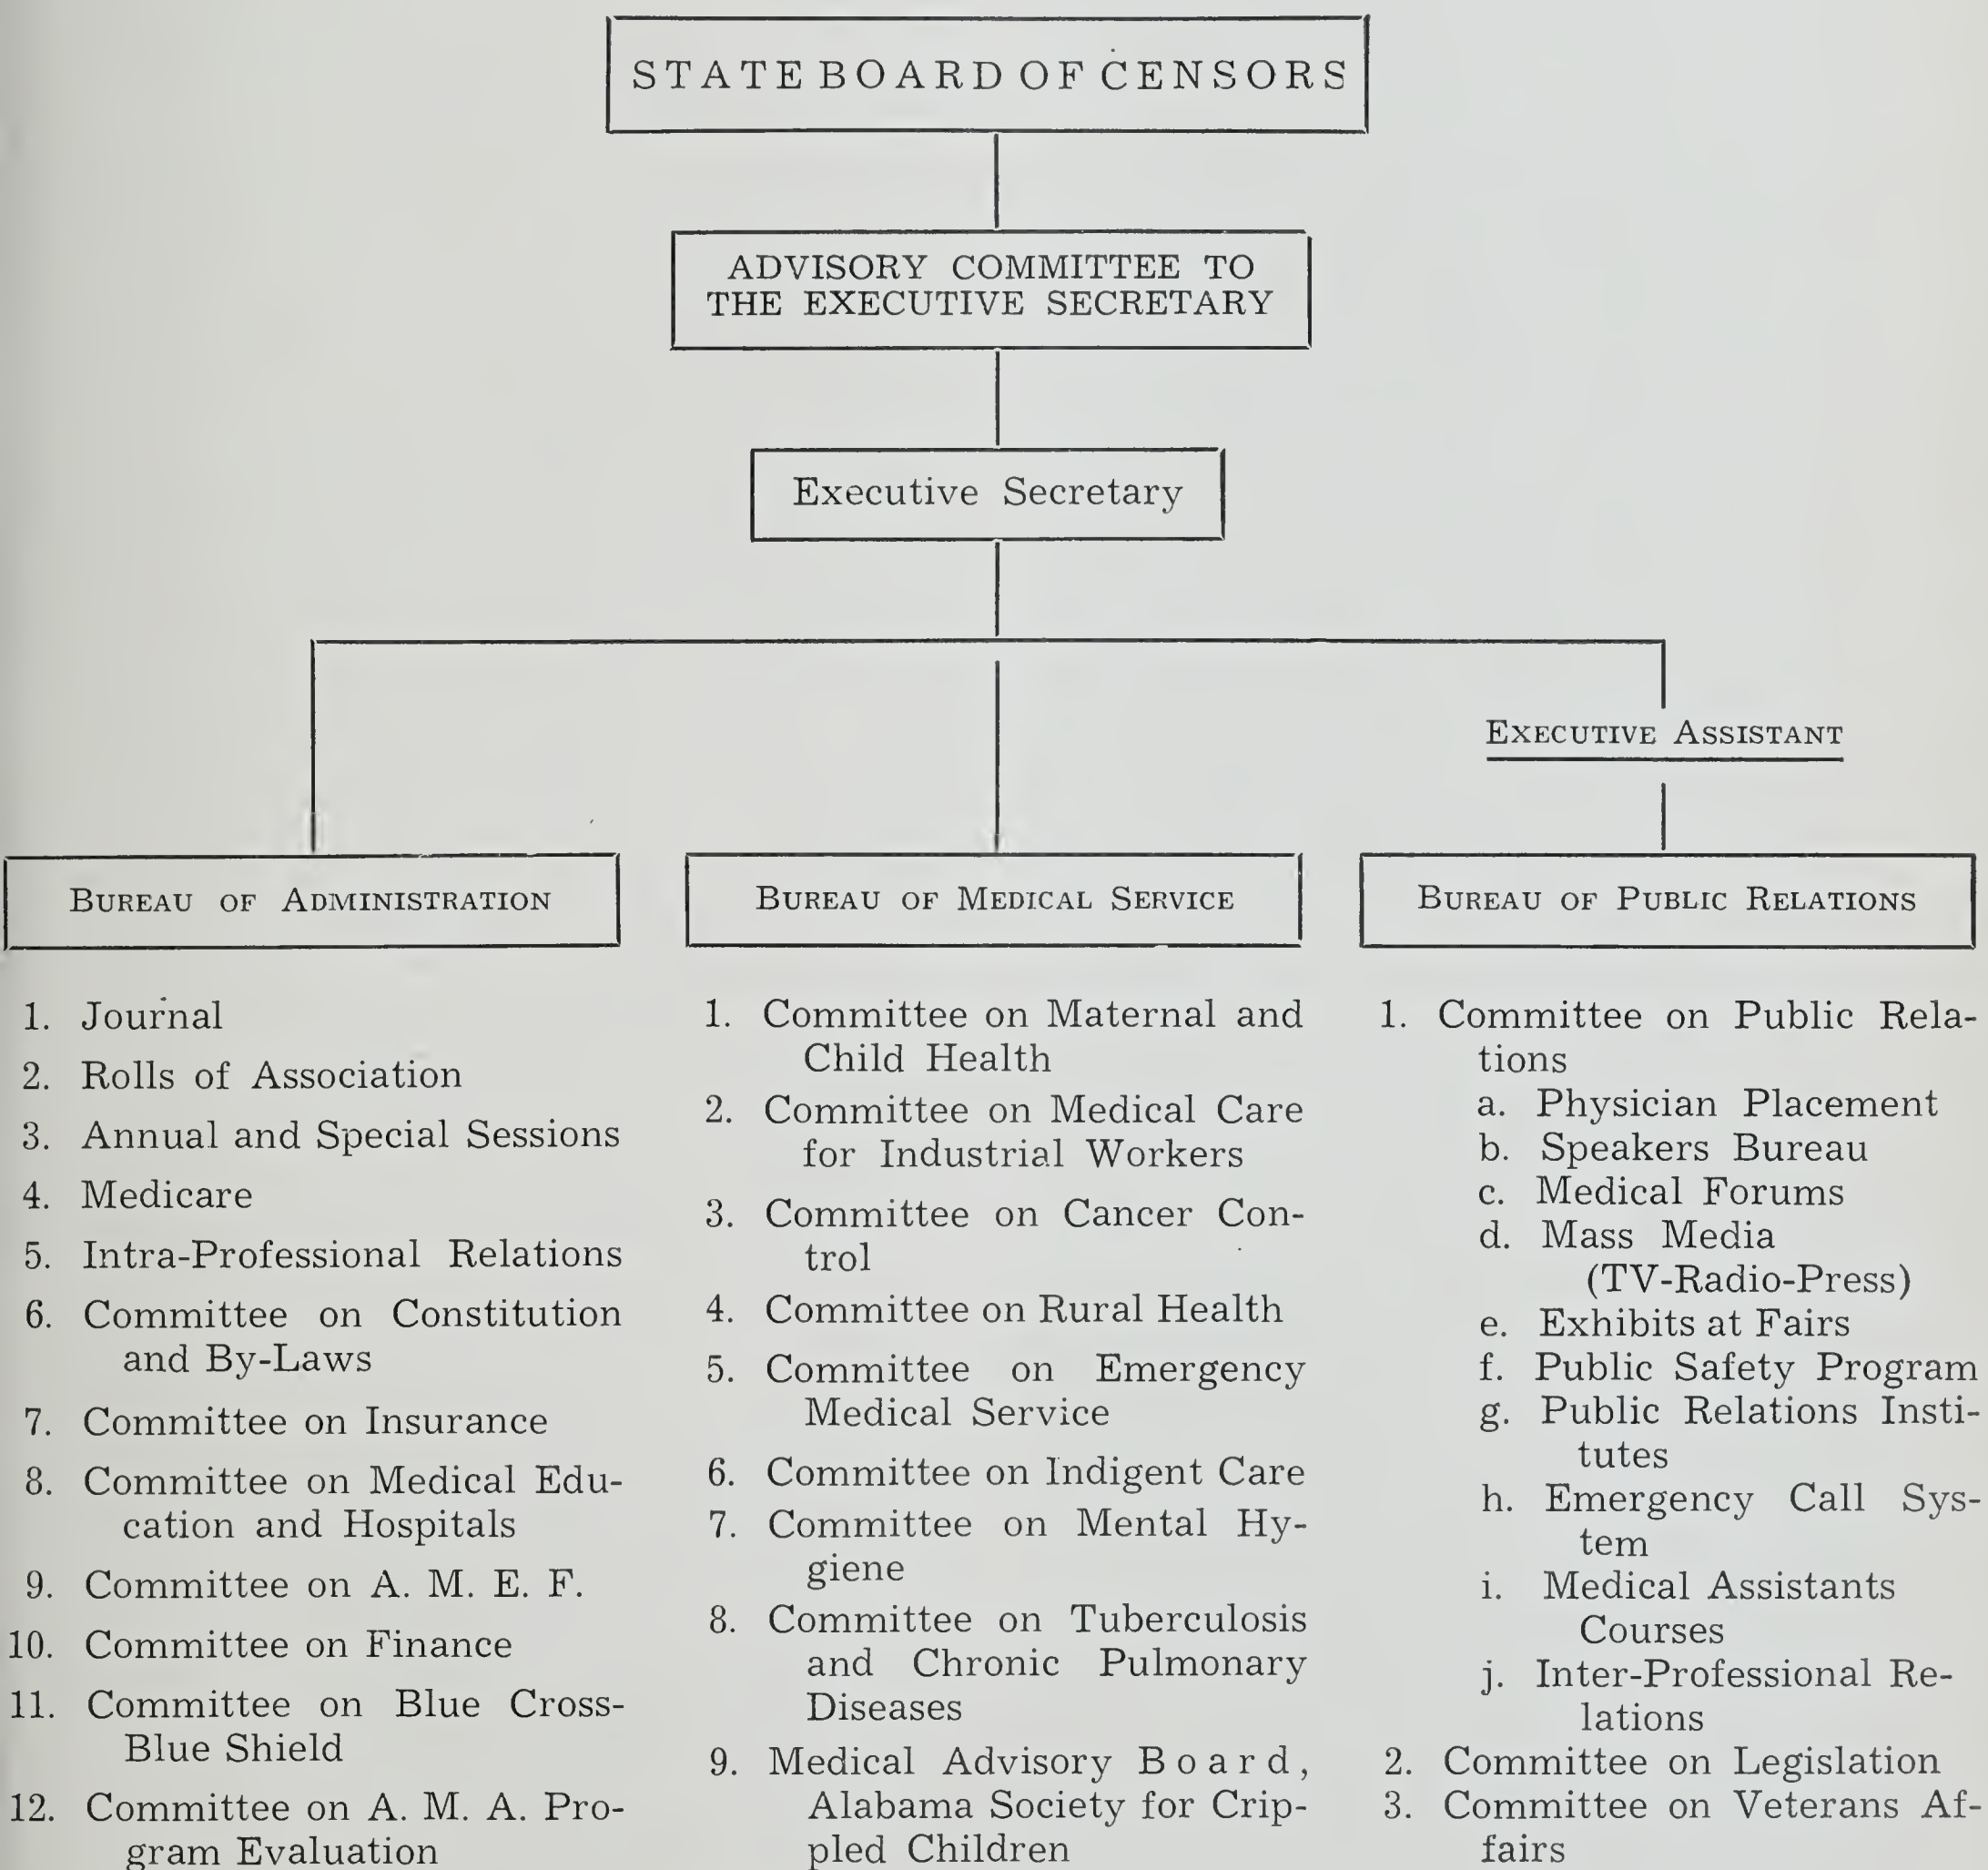 STATE BOARD OF CENSORS
ADVISORY COMMITTEE TO
THE EXECUTIVE SECRETARY
Executive Secretary
EXECUTIVE ASSISTANT
BUREAU OF ADMINISTRATION
1. Journal
2. Rolls of Association
3. Annual and Special Sessions
4. Medicare
5. Intra-Professional Relations
6. Committee on Constitution
and By-Laws
7. Committee on Insurance
8. Committee on Medical Edu-
cation and Hospitals
9. Committee on A. M. E. F.
10. Committee on Finance
11. Committee on Blue Cross-
Blue Shield
12. Committee on A. M. A. Pro-
gram Evaluation
BUREAU OF MEDICAL SERVICE
1. Committee on Maternal and
Child Health
2. Committee on Medical Care
for Industrial Workers
3. Committee on Cancer Con-
trol
4. Committee on Rural Health
5. Committee on Emergency
Medical Service
6. Committee on Indigent Care
7. Committee on Mental Hy-
giene
8. Committee on Tuberculosis
and Chronic Pulmonary
Diseases
9. Medical Advisory Board,
Alabama Society for Crip-
pled Children
BUREAU OF PUBLIC RELATIONS
1. Committee on Public Rela-
tions
a. Physician Placement
b. Speakers Bureau
c. Medical Forums
d. Mass Media
(TV-Radio-Press)
e. Exhibits at Fairs
f. Public Safety Program
g. Public Relations Insti-
tutes
h. Emergency Call Sys-
tem
i. Medical Assistants
Courses
j. Inter-Professional Re-
lations
2. Committee on Legislation
3. Committee on Veterans Af-
fairs